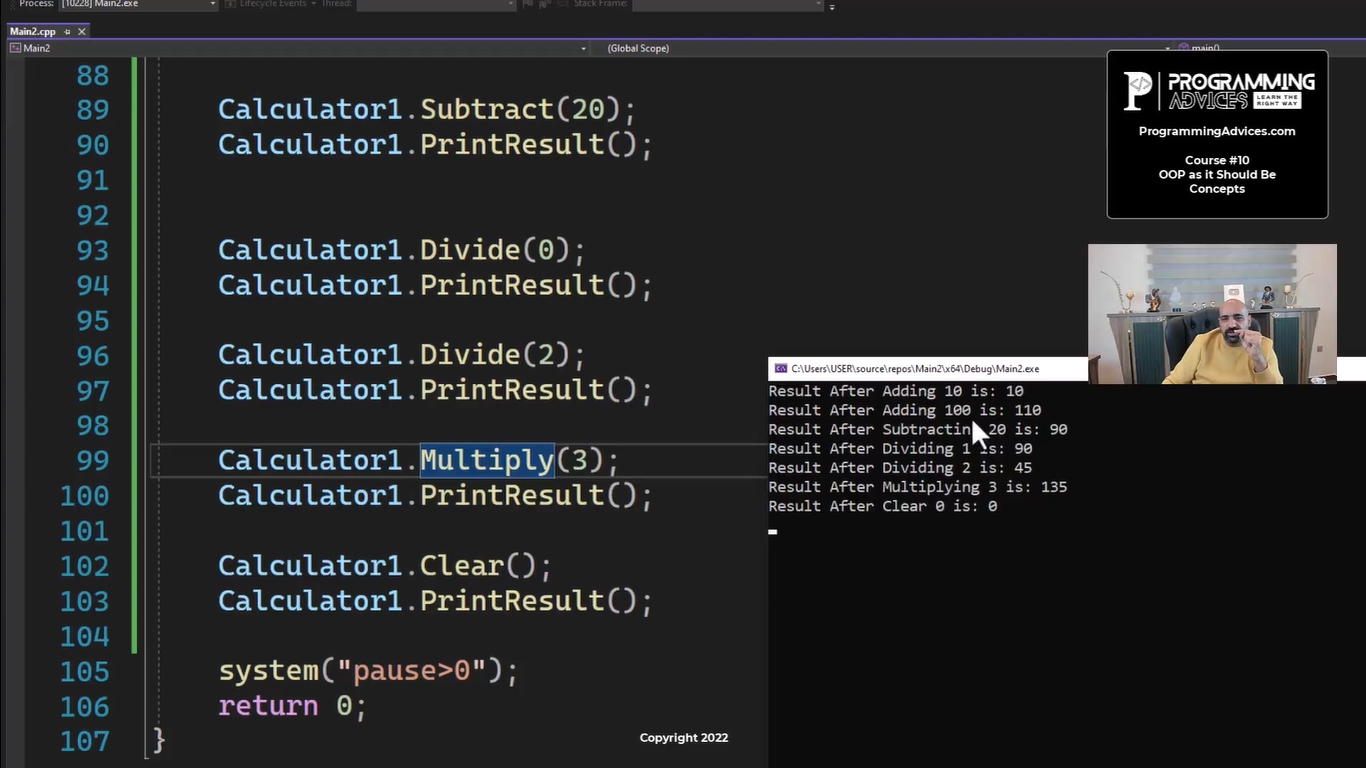 Process: [10228] Main2.exe Lifecycle Events Thread: Stack Frame:
Main2.cpp
Main2 (Global Scope) main()
PROGRAMMING
ADVICES LEARN THE RIGHT WAY
ProgrammingAdvices.com
Course #10
OOP as it Should Be
Concepts
88
89 Calculator1.Subtract(20);
90 Calculator1.PrintResult();
91
92
93 Calculator1.Divide(0);
94 Calculator1.PrintResult();
95
96 Calculator1.Divide(2);
97 Calculator1.PrintResult();
98
99 Calculator1.Multiply(3);
100 Calculator1.PrintResult();
101
102 Calculator1.Clear();
103 Calculator1.PrintResult();
104
105 system("pause>0");
106 return 0;
107 }
C:\Users\USER\source\repos\Main2\x64\Debug\Main2.exe
Result After Adding 10 is: 10
Result After Adding 100 is: 110
Result After Subtracting 20 is: 90
Result After Dividing 1 is: 90
Result After Dividing 2 is: 45
Result After Multiplying 3 is: 135
Result After Clear 0 is: 0
Copyright 2022